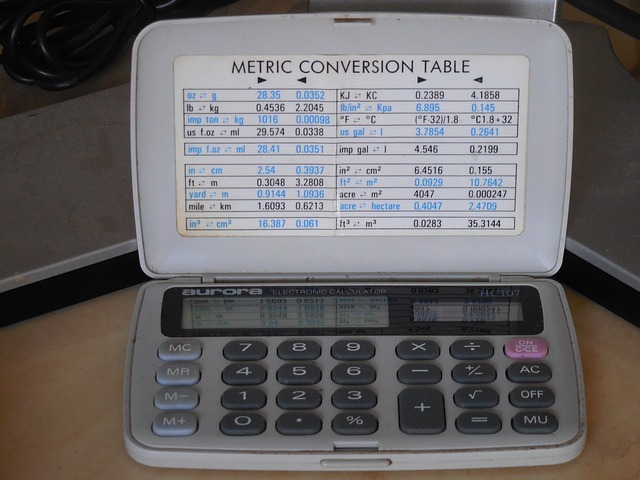 METRIC CONVERSION TABLE
oz ⇌ g 28.35 0.0352 KJ ⇌ KC 0.2389 4.1858
lb ⇌ kg 0.4536 2.2045 lb/in² ⇌ Kpa 6.895 0.145
imp ton ⇌ kg 1016 0.00098 °F ⇌ °C (°F-32)/1.8 °C1.8+32
us f.oz ⇌ ml 29.574 0.0338 us gal ⇌ l 3.7854 0.2641
imp f.oz ⇌ ml 28.41 0.0351 imp gal ⇌ l 4.546 0.2199
in ⇌ cm 2.54 0.3937 in² ⇌ cm² 6.4516 0.155
ft ⇌ m 0.3048 3.2808 ft² ⇌ m² 0.0929 10.7642
yard ⇌ m 0.9144 1.0936 acre ⇌ m² 4047 0.000247
mile ⇌ km 1.6093 0.6213 acre ⇌ hectare 0.4047 2.4709
in³ ⇌ cm³ 16.387 0.061 ft³ ⇌ m³ 0.0283 35.3144
aurora ELECTRONIC CALCULATOR HC107
MC 7 8 9 × ÷ ON C·CE
MR 4 5 6 − +/− AC
M− 1 2 3 + √ OFF
M+ 0 • % = MU